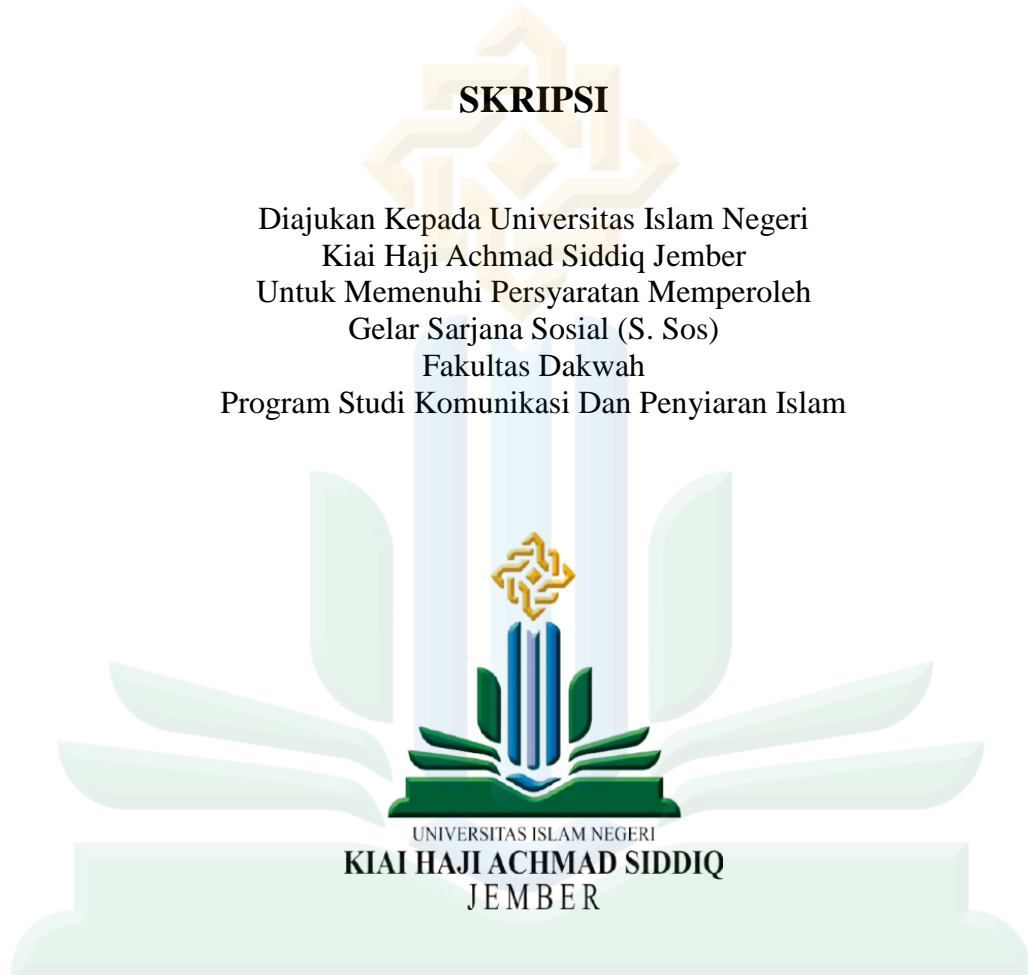 SKRIPSI
Diajukan Kepada Universitas Islam Negeri
Kiai Haji Achmad Siddiq Jember
Untuk Memenuhi Persyaratan Memperoleh
Gelar Sarjana Sosial (S. Sos)
Fakultas Dakwah
Program Studi Komunikasi Dan Penyiaran Islam
UNIVERSITAS ISLAM NEGERI
KIAI HAJI ACHMAD SIDDIQ
JEMBER